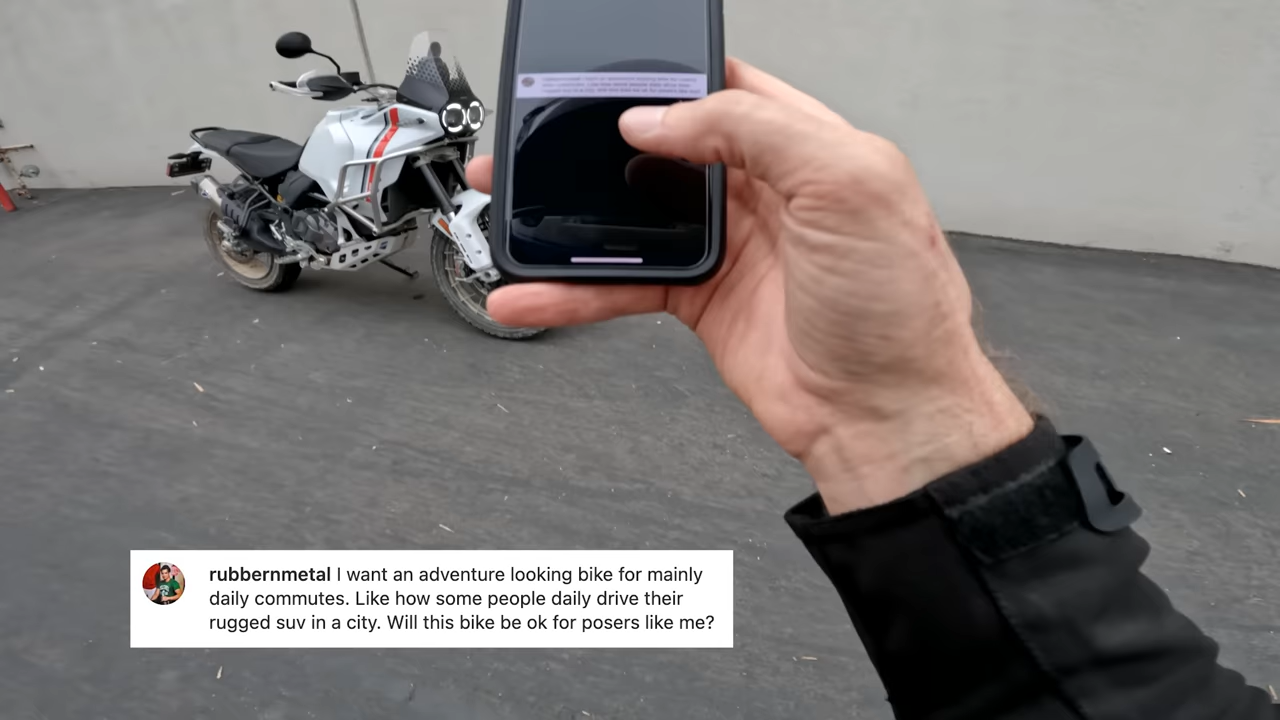 rubbernmetal I want an adventure looking bike for mainly
daily commutes. Like how some people daily drive their
rugged suv in a city. Will this bike be ok for posers like me?